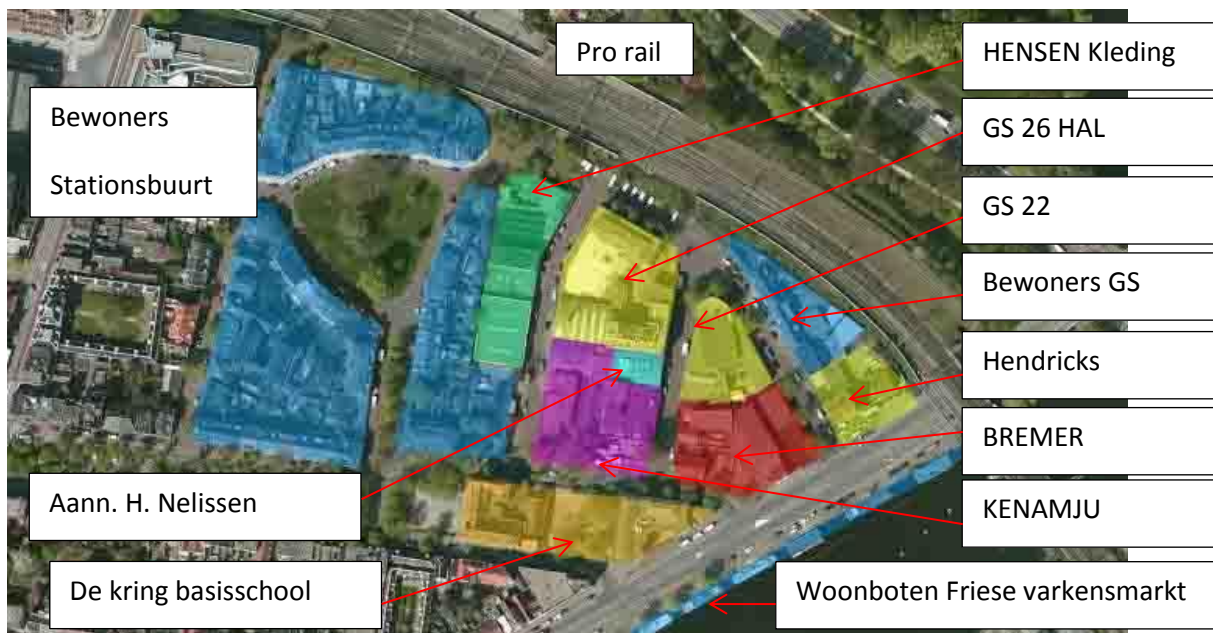 Pro rail
HENSEN Kleding
GS 26 HAL
Bewoners
Stationsbuurt
GS 22
Bewoners GS
Hendricks
BREMER
Aann. H. Nelissen
KENAMJU
De kring basisschool
Woonboten Friese varkensmarkt